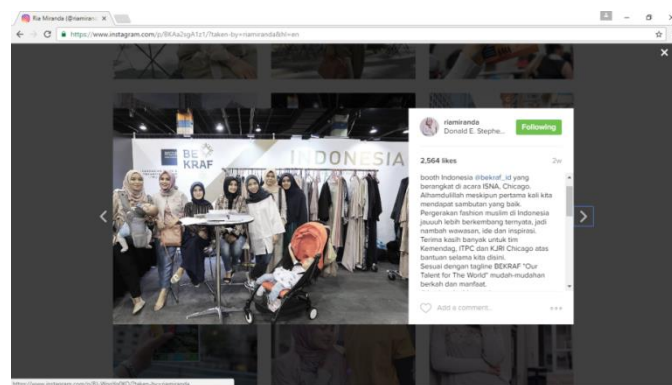 Ria Miranda (@riamirand
https://www.instagram.com/p/BKAa2sgA1z1/?taken-by=riamiranda&hl=en
BE
KRAF
INDONESIA
riamiranda
Donald E. Stephe...
Following
2,564 likes
2w
booth Indonesia @bekraf_id yang
berangkat di acara ISNA, Chicago.
Alhamdulillah meskipun pertama kali kita
mendapat sambutan yang baik.
Pergerakan fashion muslim di Indonesia
jauuuh lebih berkembang ternyata, jadi
nambah wawasan, ide dan inspirasi.
Terima kasih banyak untuk tim
Kemendag, ITPC dan KJRI Chicago atas
bantuan selama kita disini.
Sesuai dengan tagline BEKRAF "Our
Talent for The World" mudah-mudahan
berkah dan manfaat.
Add a comment...